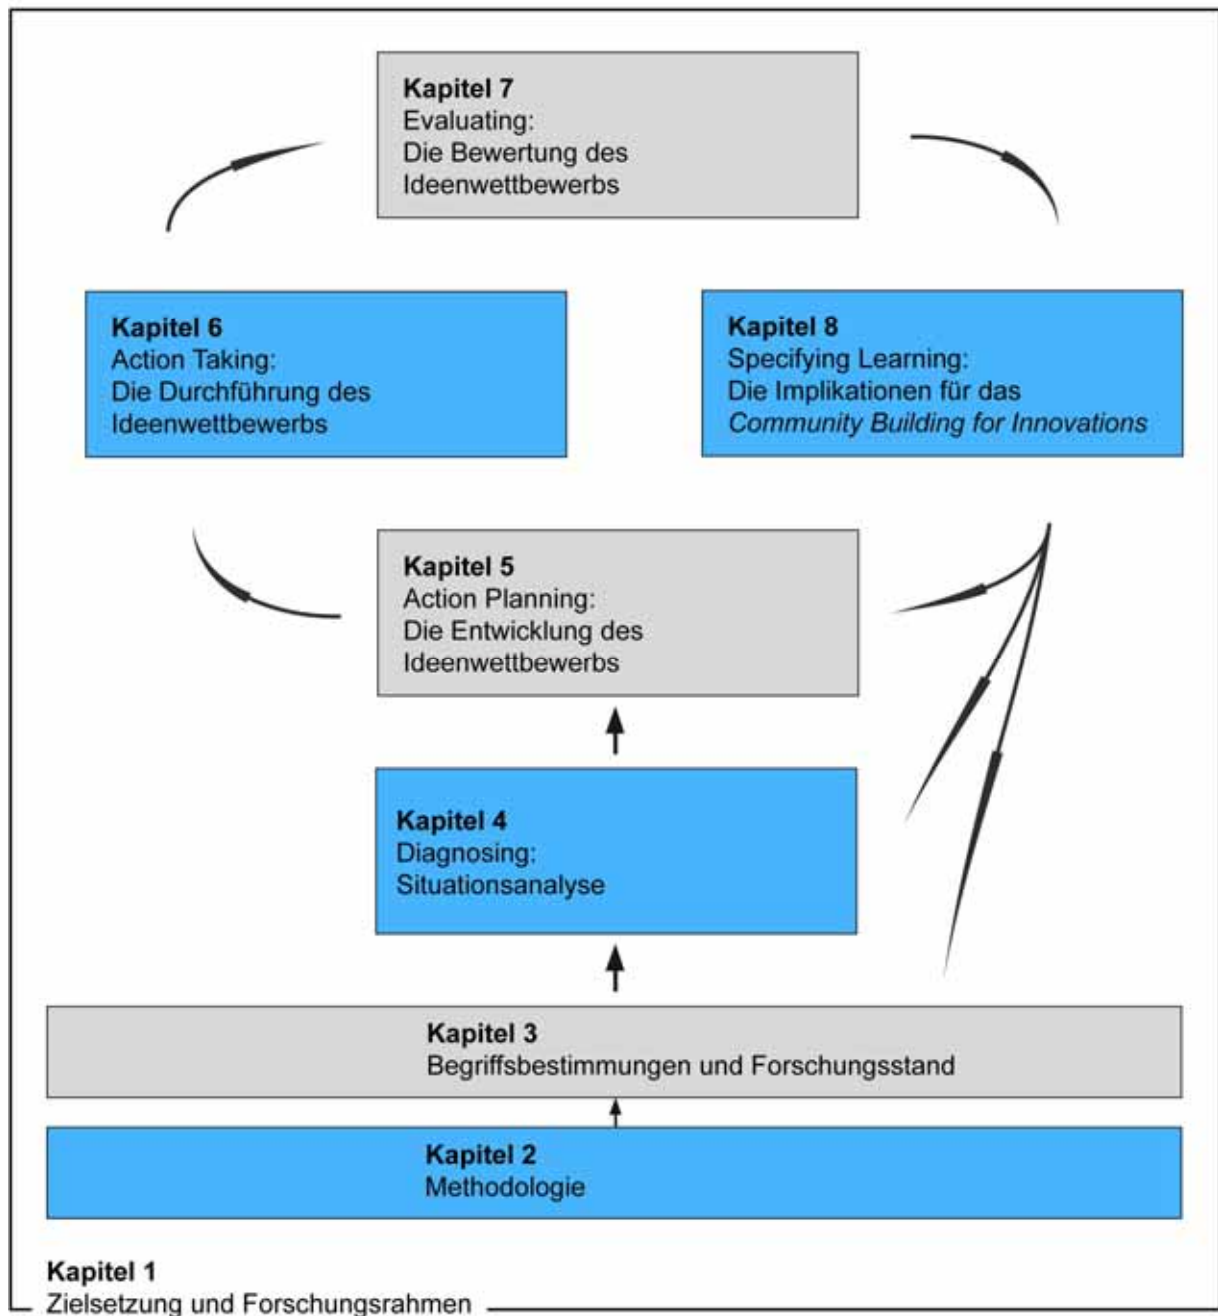 Kapitel 7
Evaluating:
Die Bewertung des
Ideenwettbewerbs
Kapitel 6
Action Taking:
Die Durchführung des
Ideenwettbewerbs
Kapitel 8
Specifying Learning:
Die Implikationen für das
Community Building for Innovations
Kapitel 5
Action Planning:
Die Entwicklung des
Ideenwettbewerbs
Kapitel 4
Diagnosing:
Situationsanalyse
Kapitel 3
Begriffsbestimmungen und Forschungsstand
Kapitel 2
Methodologie
Kapitel 1
Zielsetzung und Forschungsrahmen